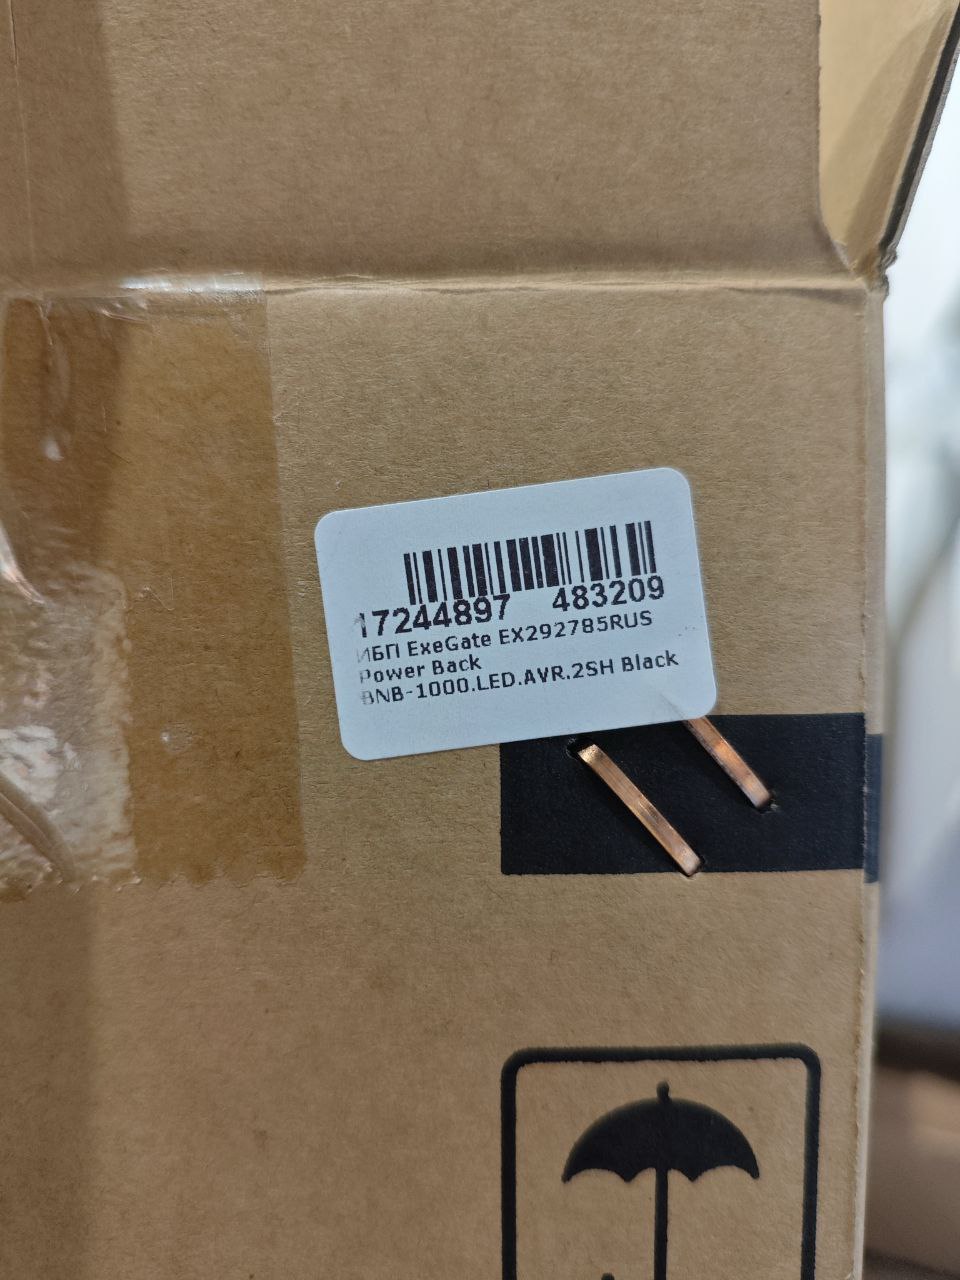 17244897 483209
ИБП ExeGate EX292785RUS
Power Back
BNB-1000.LED.AVR.2SH Black